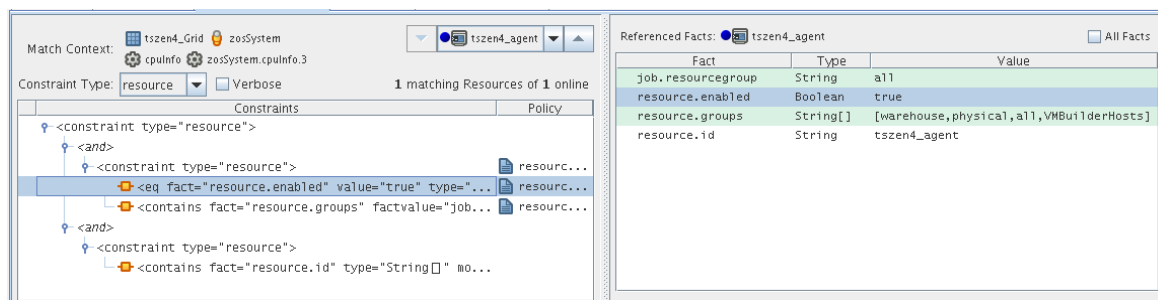 Match Context: tszen4_Grid zosSystem
cpuInfo zosSystem.cpuInfo.3
tszen4_agent
Constraint Type: resource Verbose 1 matching Resources of 1 online
Constraints Policy
<constraint type="resource">
<and>
<constraint type="resource"> resourc...
<eq fact="resource.enabled" value="true" type="... resourc...
<contains fact="resource.groups" factvalue="job... resourc...
<and>
<constraint type="resource">
<contains fact="resource.id" type="String[]" mo...
Referenced Facts: tszen4_agent All Facts
Fact Type Value
job.resourcegroup String all
resource.enabled Boolean true
resource.groups String[] [warehouse,physical,all,VMBuilderHosts]
resource.id String tszen4_agent